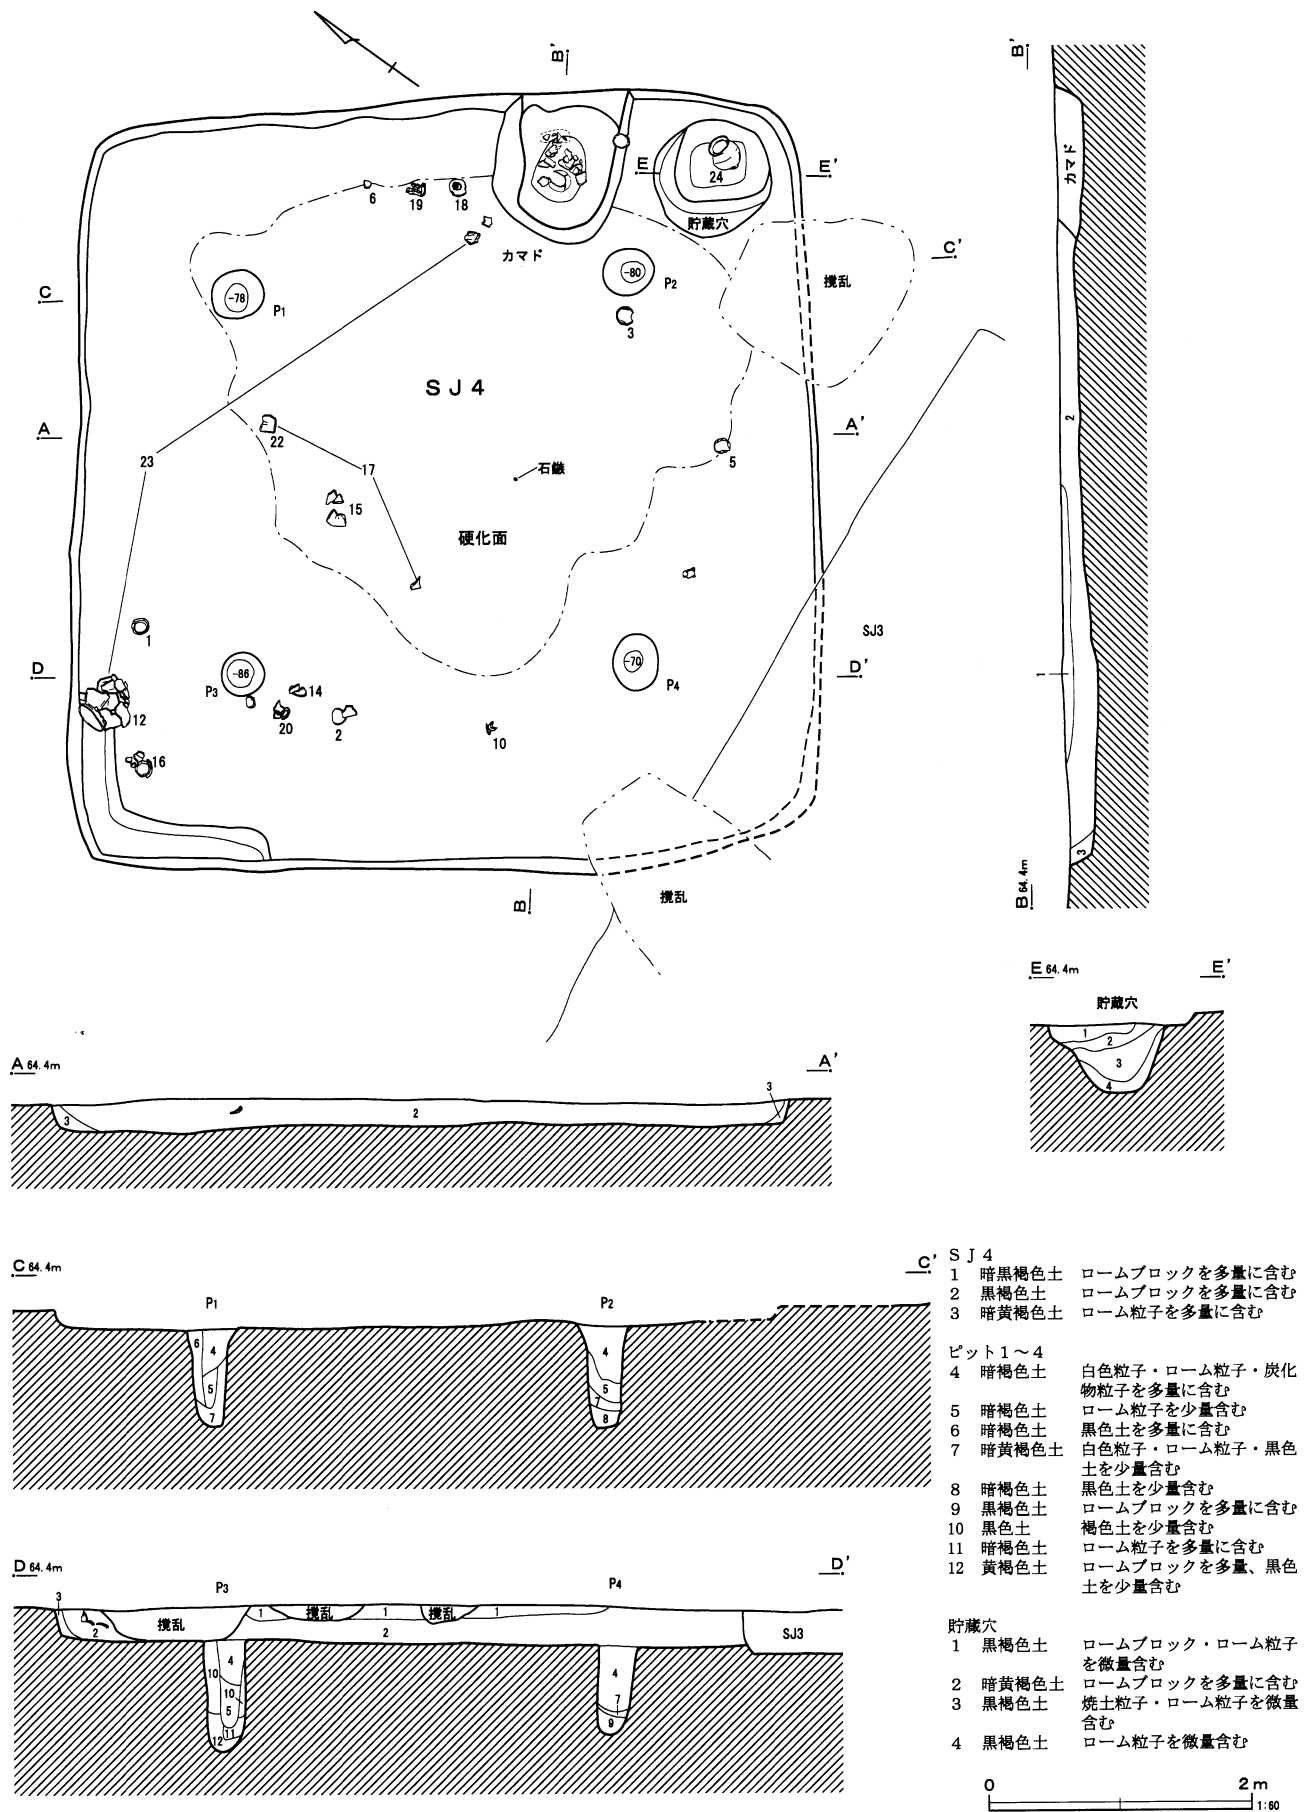 B'
B'
カマド
E
E'
24
貯蔵穴
6
19
18
カマド
C
C'
-78
P1
-80
P2
撹乱
3
SJ4
A
A'
22
23
17
5
石鏃
15
硬化面
2
1
SJ3
D
D'
-86
P3
-70
P4
14
12
20
2
10
16
1
3
B
撹乱
B 64.4m
E 64.4m
E'
貯蔵穴
1
2
3
4
A 64.4m
A'
3
2
3
C 64.4m
C'
P1
P2
6
4
5
7
4
5
7
8
D 64.4m
D'
P3
P4
3
2
撹乱
1
撹乱
1
撹乱
1
2
SJ3
10
4
10
5
11
12
4
7
9
SJ4
1 暗黒褐色土 ロームブロックを多量に含む
2 黒褐色土 ロームブロックを多量に含む
3 暗黄褐色土 ローム粒子を多量に含む
ピット1~4
4 暗褐色土 白色粒子・ローム粒子・炭化
物粒子を多量に含む
5 暗褐色土 ローム粒子を少量含む
6 暗褐色土 黒色土を多量に含む
7 暗黄褐色土 白色粒子・ローム粒子・黒色
土を少量含む
8 暗褐色土 黒色土を少量含む
9 黒褐色土 ロームブロックを多量に含む
10 黒色土 褐色土を少量含む
11 暗褐色土 ローム粒子を多量に含む
12 黄褐色土 ロームブロックを多量、黒色
土を少量含む
貯蔵穴
1 黒褐色土 ロームブロック・ローム粒子
を微量含む
2 暗黄褐色土 ロームブロックを多量に含む
3 黒褐色土 焼土粒子・ローム粒子を微量
含む
4 黒褐色土 ローム粒子を微量含む
0 2m
1:60